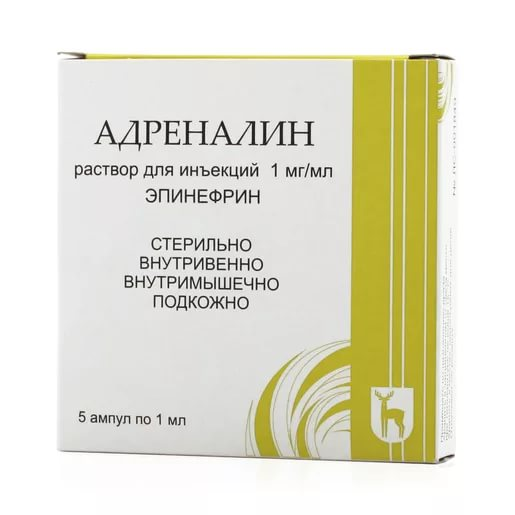 АДРЕНАЛИН
раствор для инъекций 1 мг/мл
ЭПИНЕФРИН
СТЕРИЛЬНО
ВНУТРИВЕННО
ВНУТРИМЫШЕЧНО
ПОДКОЖНО
5 ампул по 1 мл